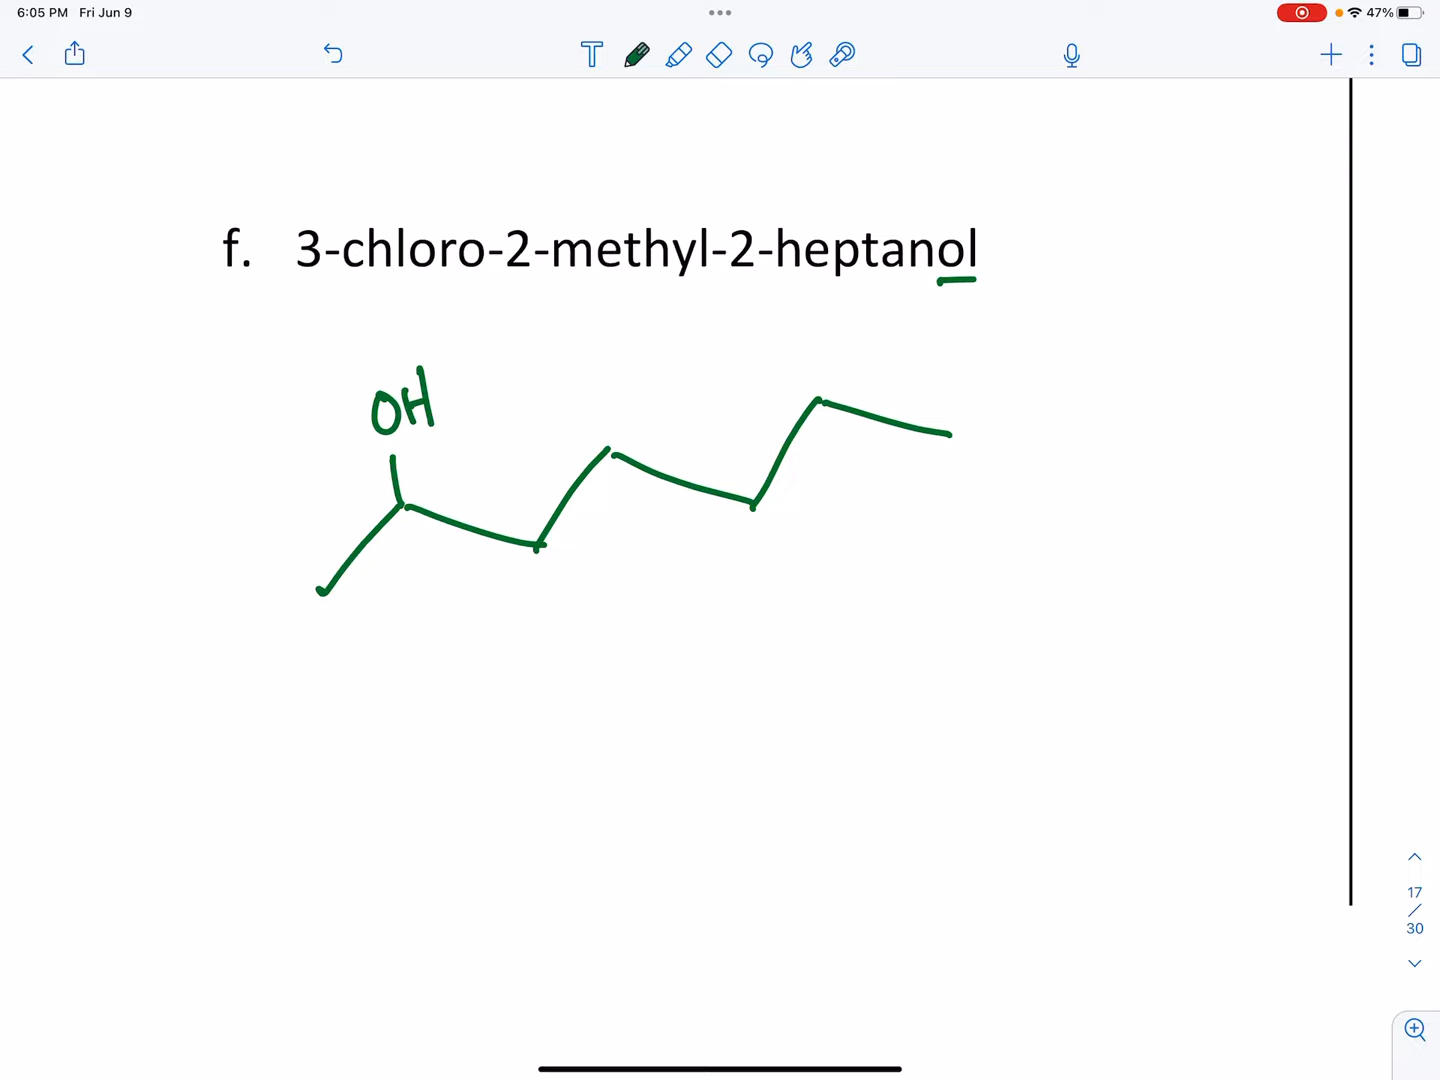 6:05 PM Fri Jun 9
47%
T
f. 3-chloro-2-methyl-2-heptanol
OH
17
/
30